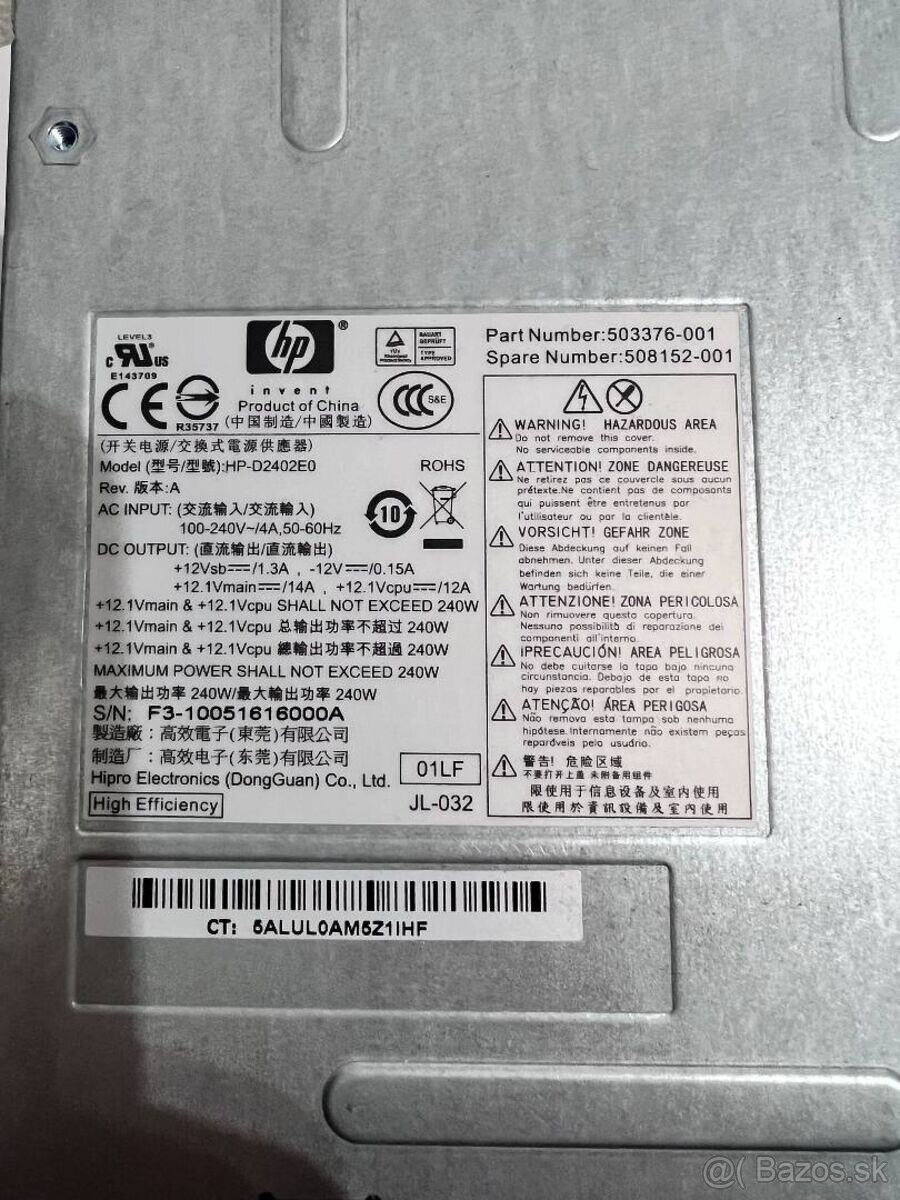 LEVEL3
c RU US
E143709
hp ®
invent
Product of China
(中国制造/中國製造)
CE
R35737
TÜV
BAUART
GEPRÜFT
TYPE
APPROVED
CCC S&E
Part Number:503376-001
Spare Number:508152-001
(开关电源/交換式電源供應器)
Model (型号/型號):HP-D2402E0
Rev. 版本:A
ROHS
10
AC INPUT: (交流输入/交流輸入)
100-240V~/4A,50-60Hz
DC OUTPUT: (直流输出/直流輸出)
+12Vsb⎓/1.3A , -12V⎓/0.15A
+12.1Vmain⎓/14A , +12.1Vcpu⎓/12A
+12.1Vmain & +12.1Vcpu SHALL NOT EXCEED 240W
+12.1Vmain & +12.1Vcpu 总输出功率不超过 240W
+12.1Vmain & +12.1Vcpu 總輸出功率不超過 240W
MAXIMUM POWER SHALL NOT EXCEED 240W
最大输出功率 240W/最大輸出功率 240W
S/N: F3-10051616000A
製造廠：高效電子(東莞)有限公司
制造厂：高效电子(东莞)有限公司
Hipro Electronics (DongGuan) Co., Ltd.
01LF
High Efficiency
JL-032
WARNING! HAZARDOUS AREA
Do not remove this cover.
No serviceable components inside.
ATTENTION! ZONE DANGEREUSE
Ne retirez pas ce couvercle sous aucun
prétexte.Ne contient pas de composants
qui puissent être entretenus par
l'utilisateur ou par la clientèle.
VORSICHT! GEFAHR ZONE
Diese Abdeckung auf keinen Fall
abnehmen. Unter dieser Abdeckung
befinden sich keine Teile, die einer
Wartung bedürfen.
ATTENZIONE! ZONA PERICOLOSA
Non rimuovere questa copertura.
Nessuna possibilità di reparazione dei
componenti all'interno.
¡PRECAUCIÓN! AREA PELIGROSA
No debe cuitarse la tapa bajo ninguna
circunstancia. Debajo de esta tapa no
hay piezas reparables por el propietario.
ATENÇÃO! ÁREA PERIGOSA
Não remova esta tampa sob nenhuma
hipótese.Internamente não existem peças
reparáveis pelo usuário.
警告! 危险区域
不要打开上盖 未附备用组件
限使用于信息设备及室内使用
限使用於資訊設備及室內使用
CT: 5ALUL0AM5Z1IHF
@( Bazos.sk